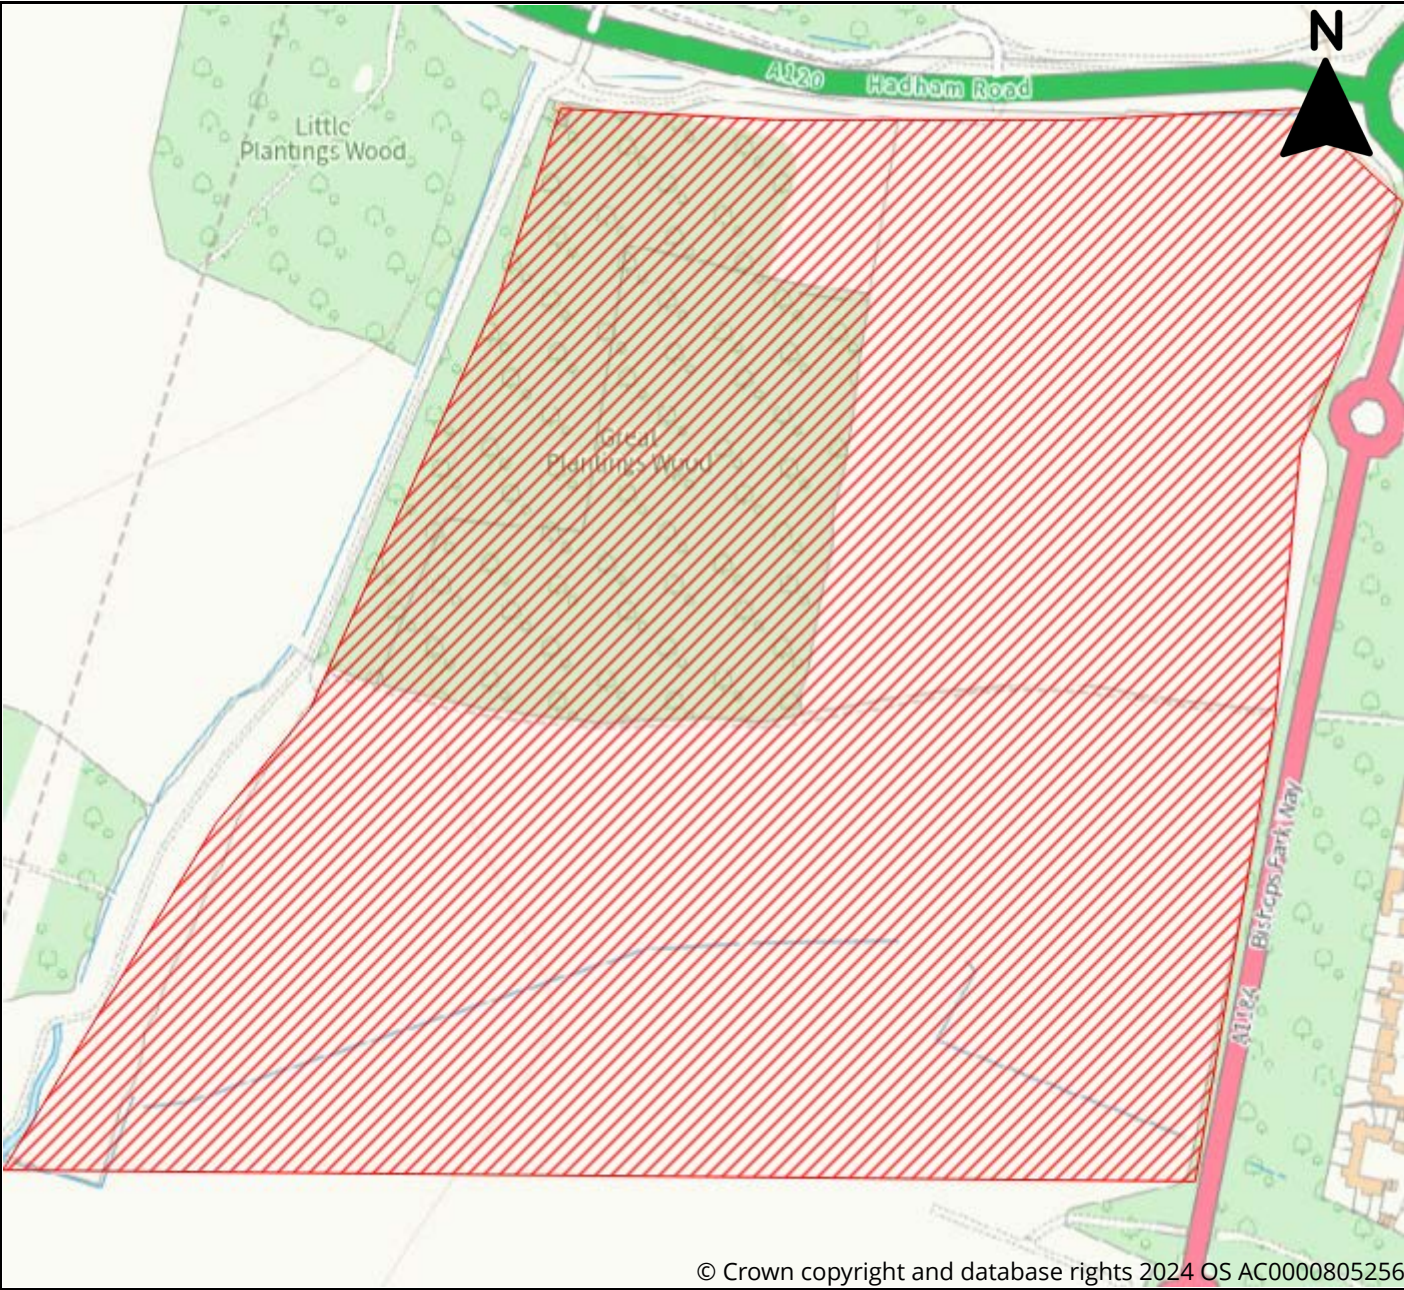 N
A120 Hadham Road
Little
Plantings Wood
Great
Plantings Wood
Bishops Park Way
A1184
© Crown copyright and database rights 2024 OS AC0000805256